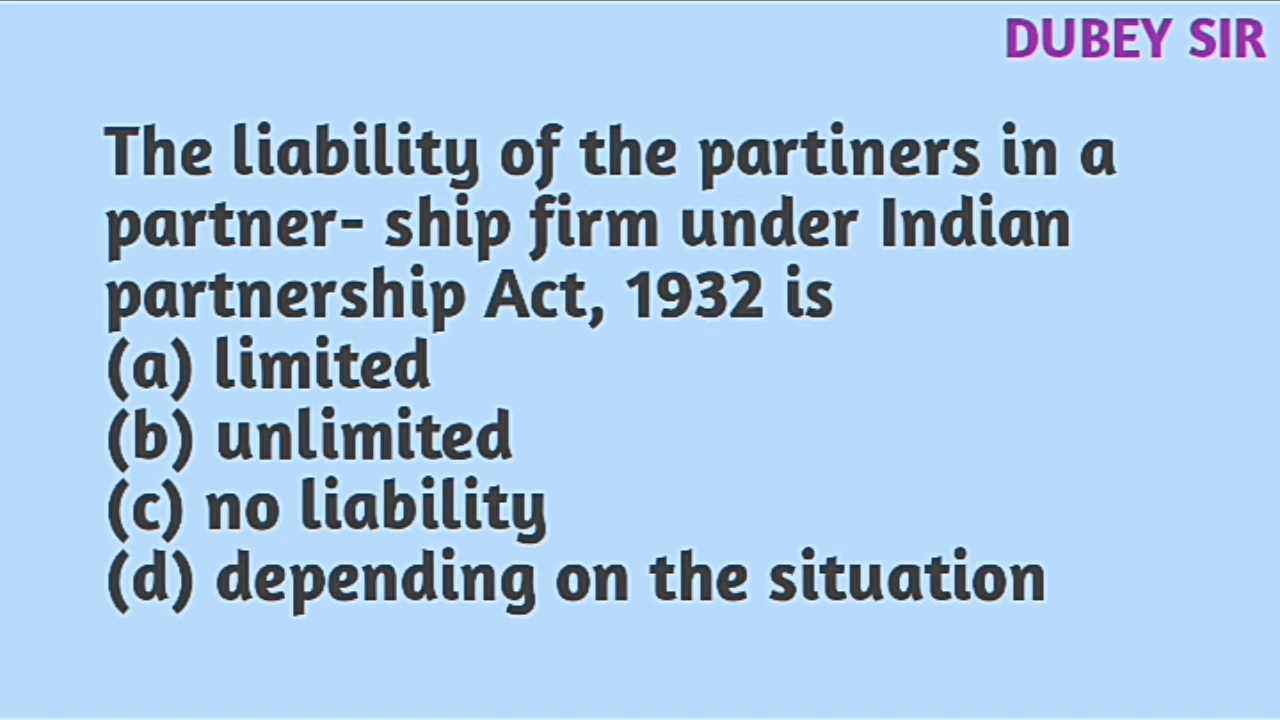 DUBEY SIR
The liability of the partiners in a
partner- ship firm under Indian
partnership Act, 1932 is
(a) limited
(b) unlimited
(c) no liability
(d) depending on the situation